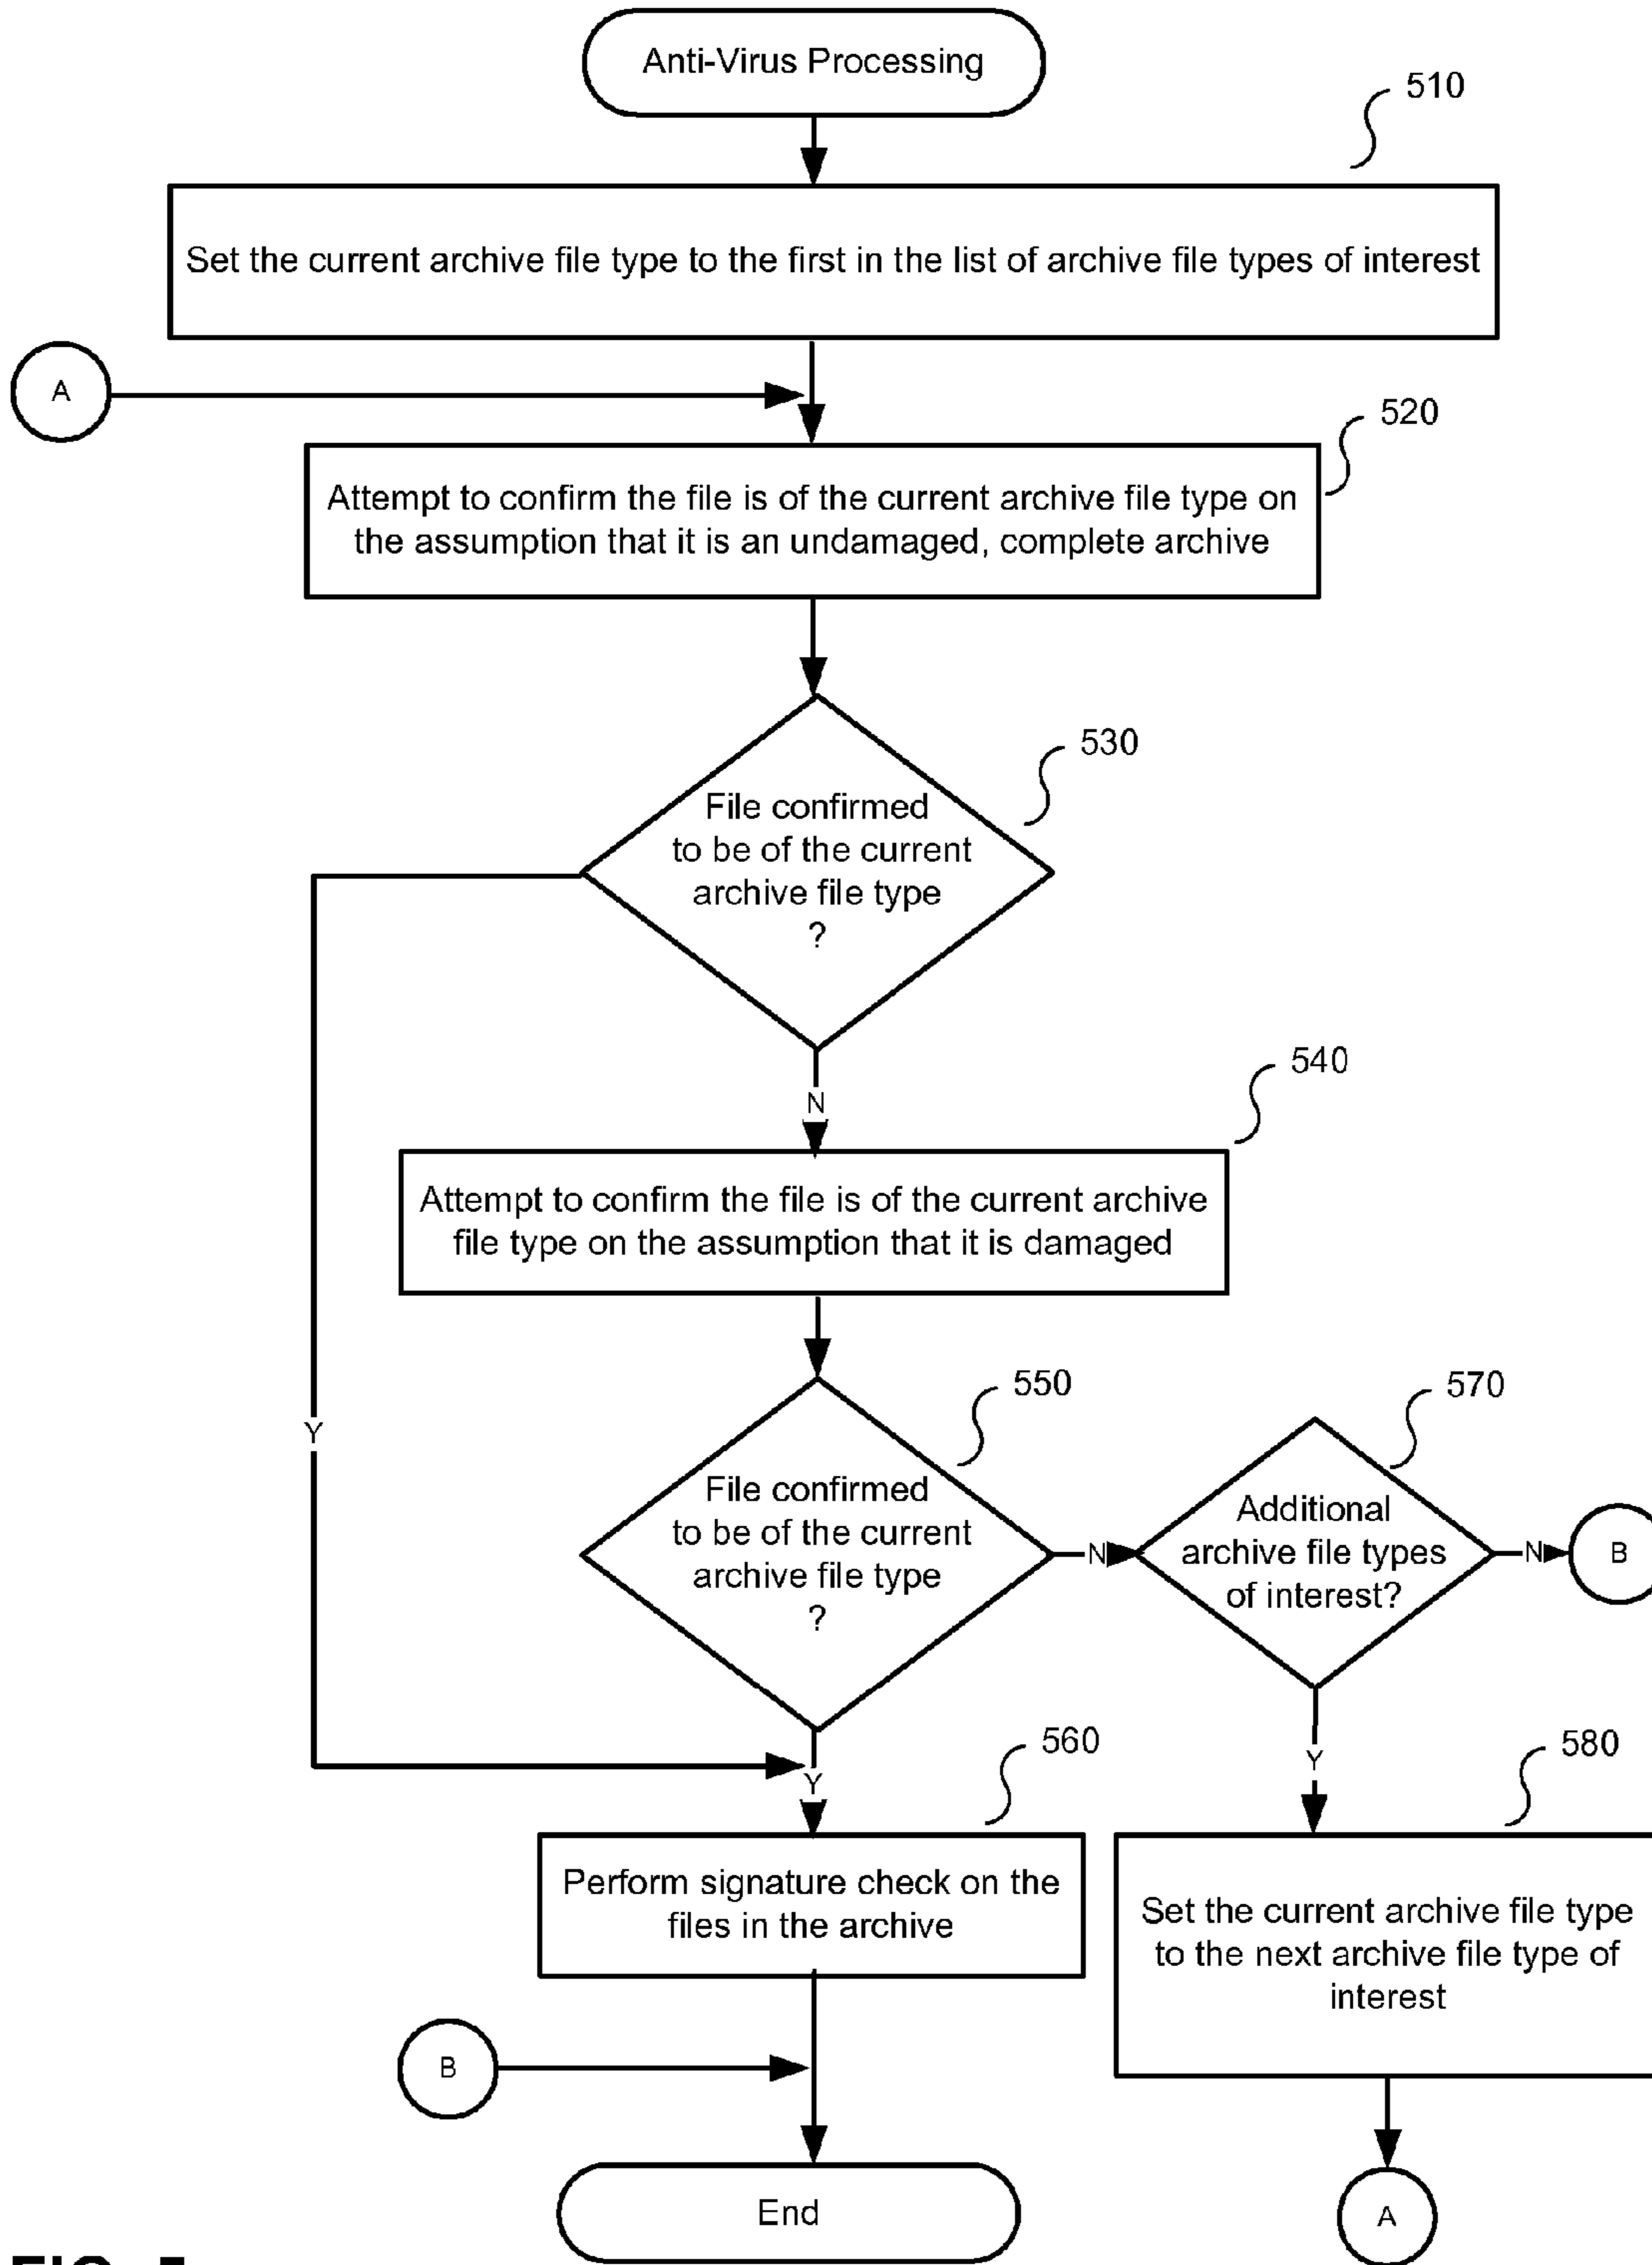 Anti-Virus Processing
510
Set the current archive file type to the first in the list of archive file types of interest
A
520
Attempt to confirm the file is of the current archive file type on
the assumption that it is an undamaged, complete archive
530
File confirmed
to be of the current
archive file type
?
N
540
Attempt to confirm the file is of the current archive
file type on the assumption that it is damaged
Y
550
File confirmed
to be of the current
archive file type
?
N
570
Additional
archive file types
of interest?
N
B
Y
560
Perform signature check on the
files in the archive
Y
580
Set the current archive file type
to the next archive file type of
interest
B
End
A